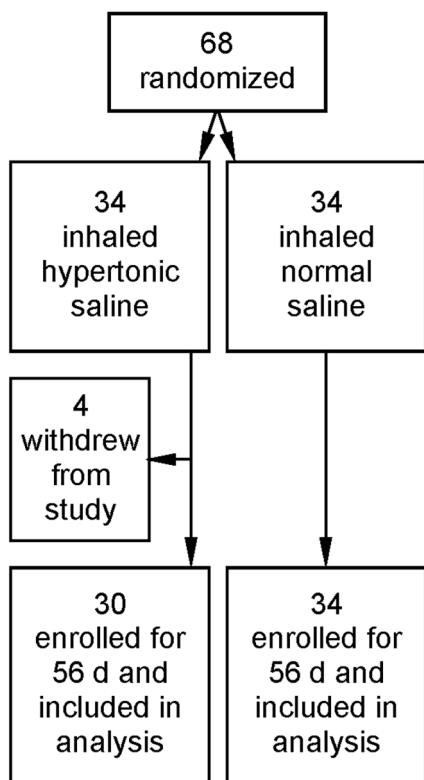 68
randomized
34
inhaled
hypertonic
saline
34
inhaled
normal
saline
4
withdrew
from
study
30
enrolled for
56 d and
included in
analysis
34
enrolled for
56 d and
included in
analysis